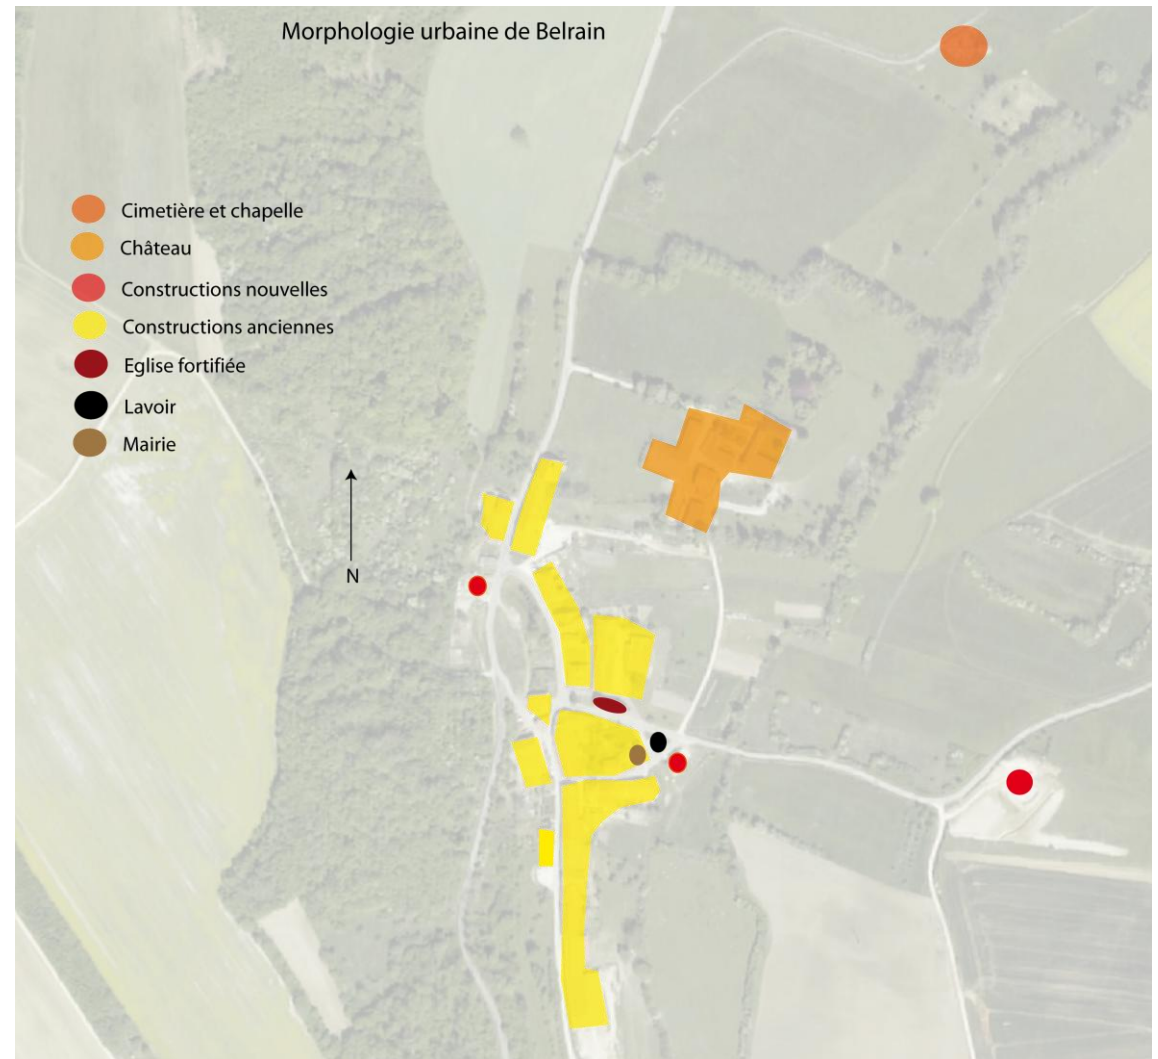 Morphologie urbaine de Belrain
Cimetière et chapelle
Château
Constructions nouvelles
Constructions anciennes
Eglise fortifiée
Lavoir
Mairie
N